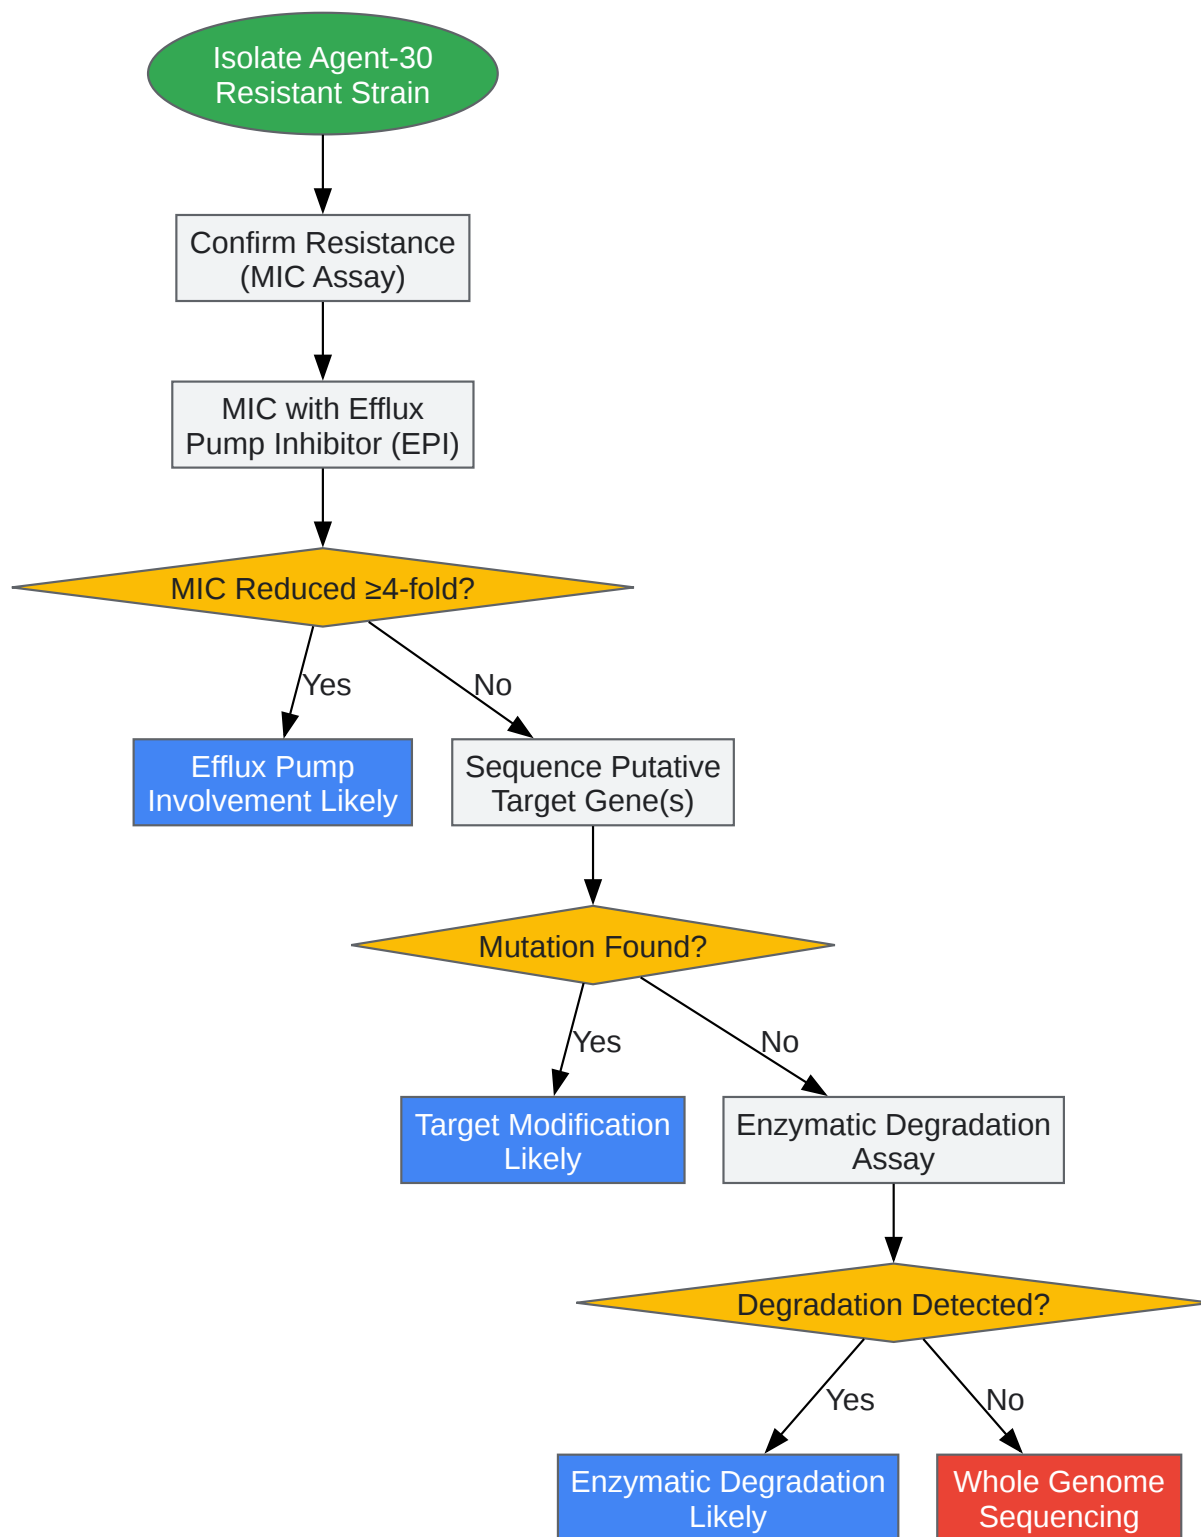 Isolate Agent-30
Resistant Strain
Confirm Resistance
(MIC Assay)
MIC with Efflux
Pump Inhibitor (EPI)
MIC Reduced ≥4-fold?
Yes
No
Efflux Pump
Involvement Likely
Sequence Putative
Target Gene(s)
Mutation Found?
Yes
No
Target Modification
Likely
Enzymatic Degradation
Assay
Degradation Detected?
Yes
No
Enzymatic Degradation
Likely
Whole Genome
Sequencing